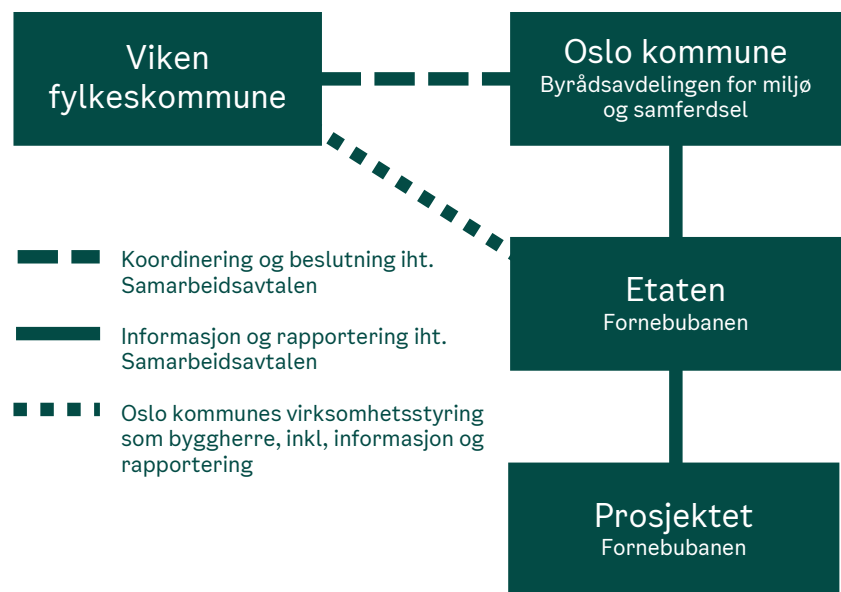 Viken
fylkeskommune
Oslo kommune
Byrådsavdelingen for miljø
og samferdsel
Koordinering og beslutning iht.
Samarbeidsavtalen
Informasjon og rapportering iht.
Samarbeidsavtalen
Oslo kommunes virksomhetsstyring
som byggherre, inkl, informasjon og
rapportering
Etaten
Fornebubanen
Prosjektet
Fornebubanen